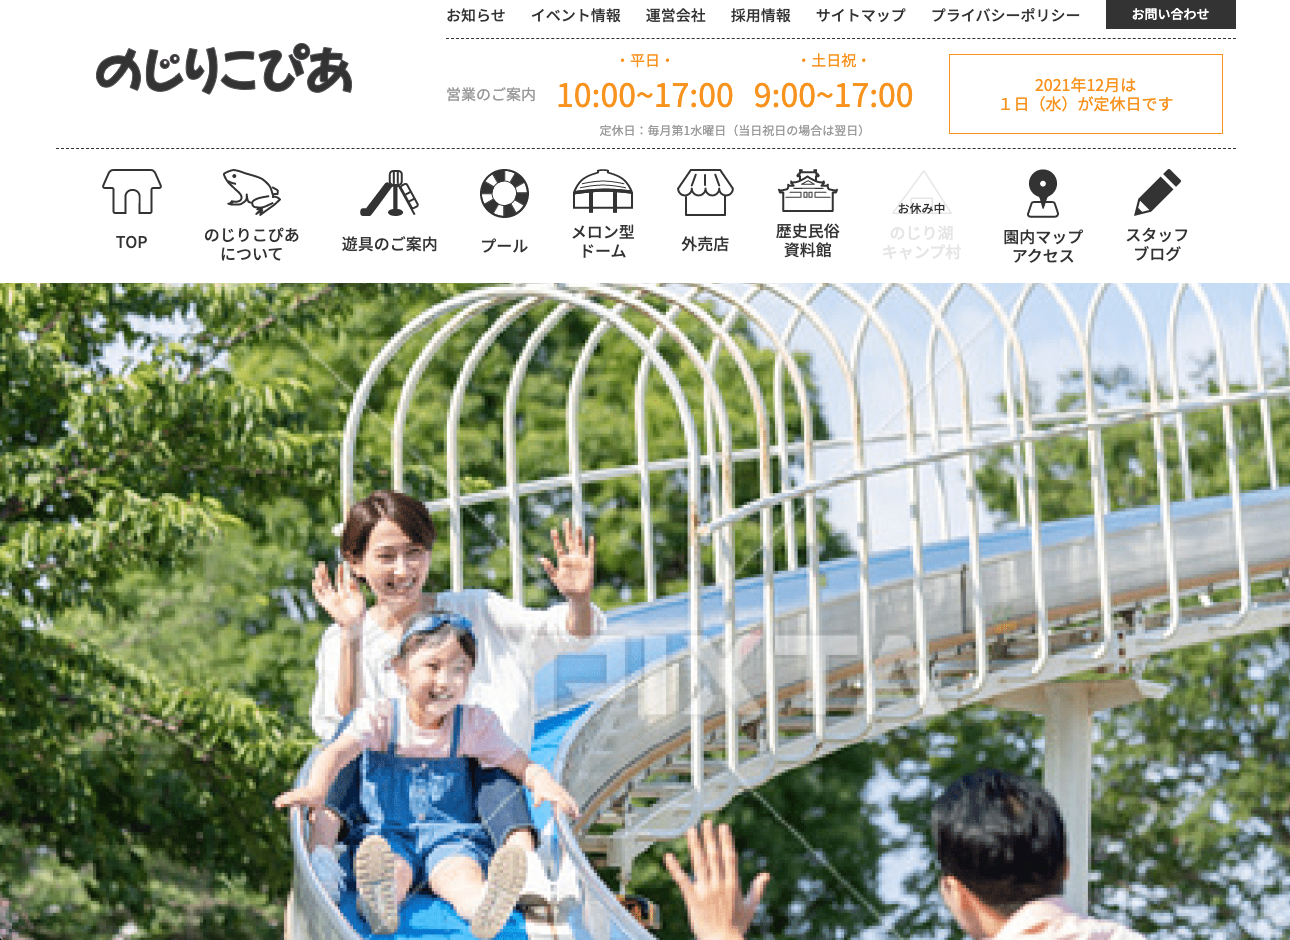 お知らせ イベント情報 運営会社 採用情報 サイトマップ プライバシーポリシー お問い合わせ
のじりこぴあ
営業のご案内
・平日・
10:00~17:00
・土日祝・
9:00~17:00
定休日：毎月第1水曜日（当日祝日の場合は翌日）
2021年12月は
１日（水）が定休日です
TOP
のじりこぴあ
について
遊具のご案内
プール
メロン型
ドーム
外売店
歴史民俗
資料館
お休み中
のじり湖
キャンプ村
園内マップ
アクセス
スタッフ
ブログ
PIXTA